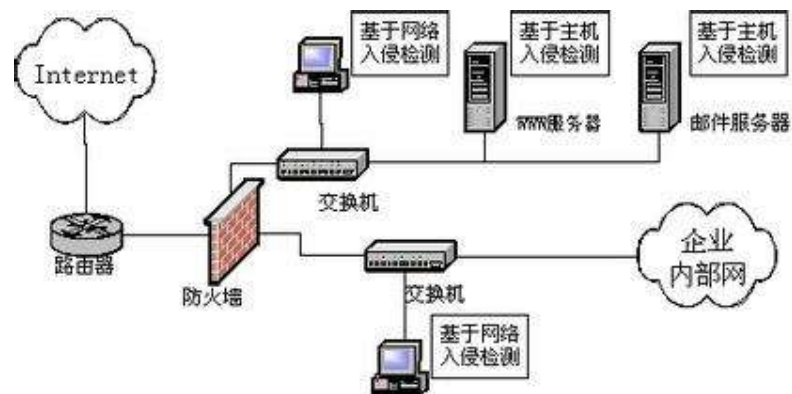 基于网络
入侵检测
基于主机
入侵检测
基于主机
入侵检测
Internet
WWW服务器
邮件服务器
交换机
路由器
防火墙
企业
内部网
交换机
基于网络
入侵检测